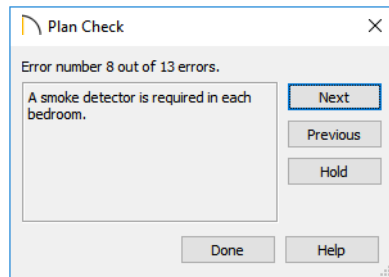 Plan Check
Error number 8 out of 13 errors.
A smoke detector is required in each
bedroom.
Next
Previous
Hold
Done
Help